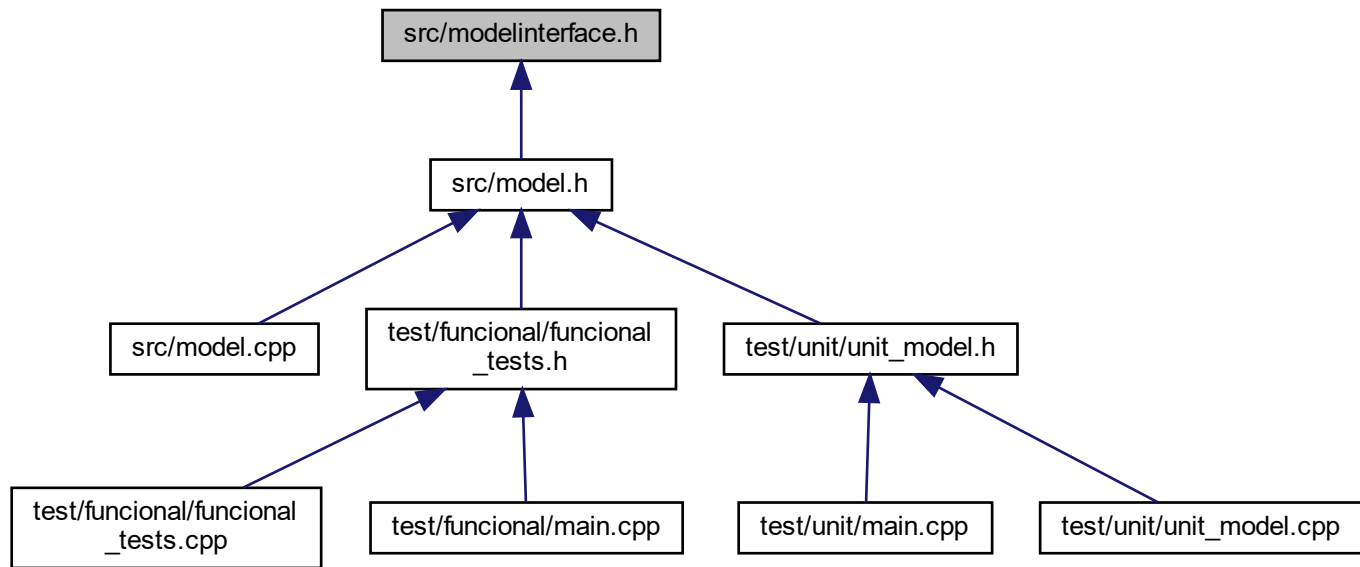 src/modelinterface.h
src/model.h
src/model.cpp
test/funcional/funcional
_tests.h
test/unit/unit_model.h
test/funcional/funcional
_tests.cpp
test/funcional/main.cpp
test/unit/main.cpp
test/unit/unit_model.cpp